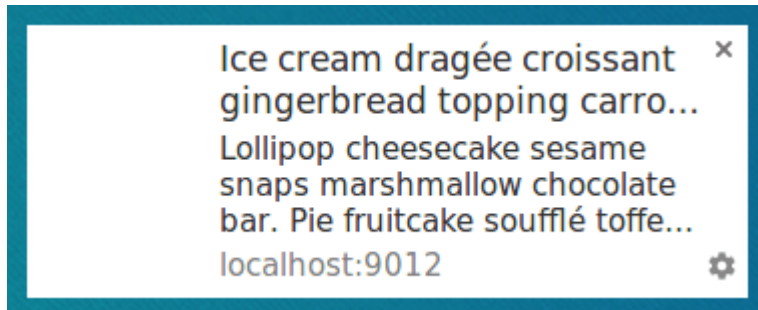 Ice cream dragée croissant
gingerbread topping carro...
Lollipop cheesecake sesame
snaps marshmallow chocolate
bar. Pie fruitcake soufflé toffe...
localhost:9012